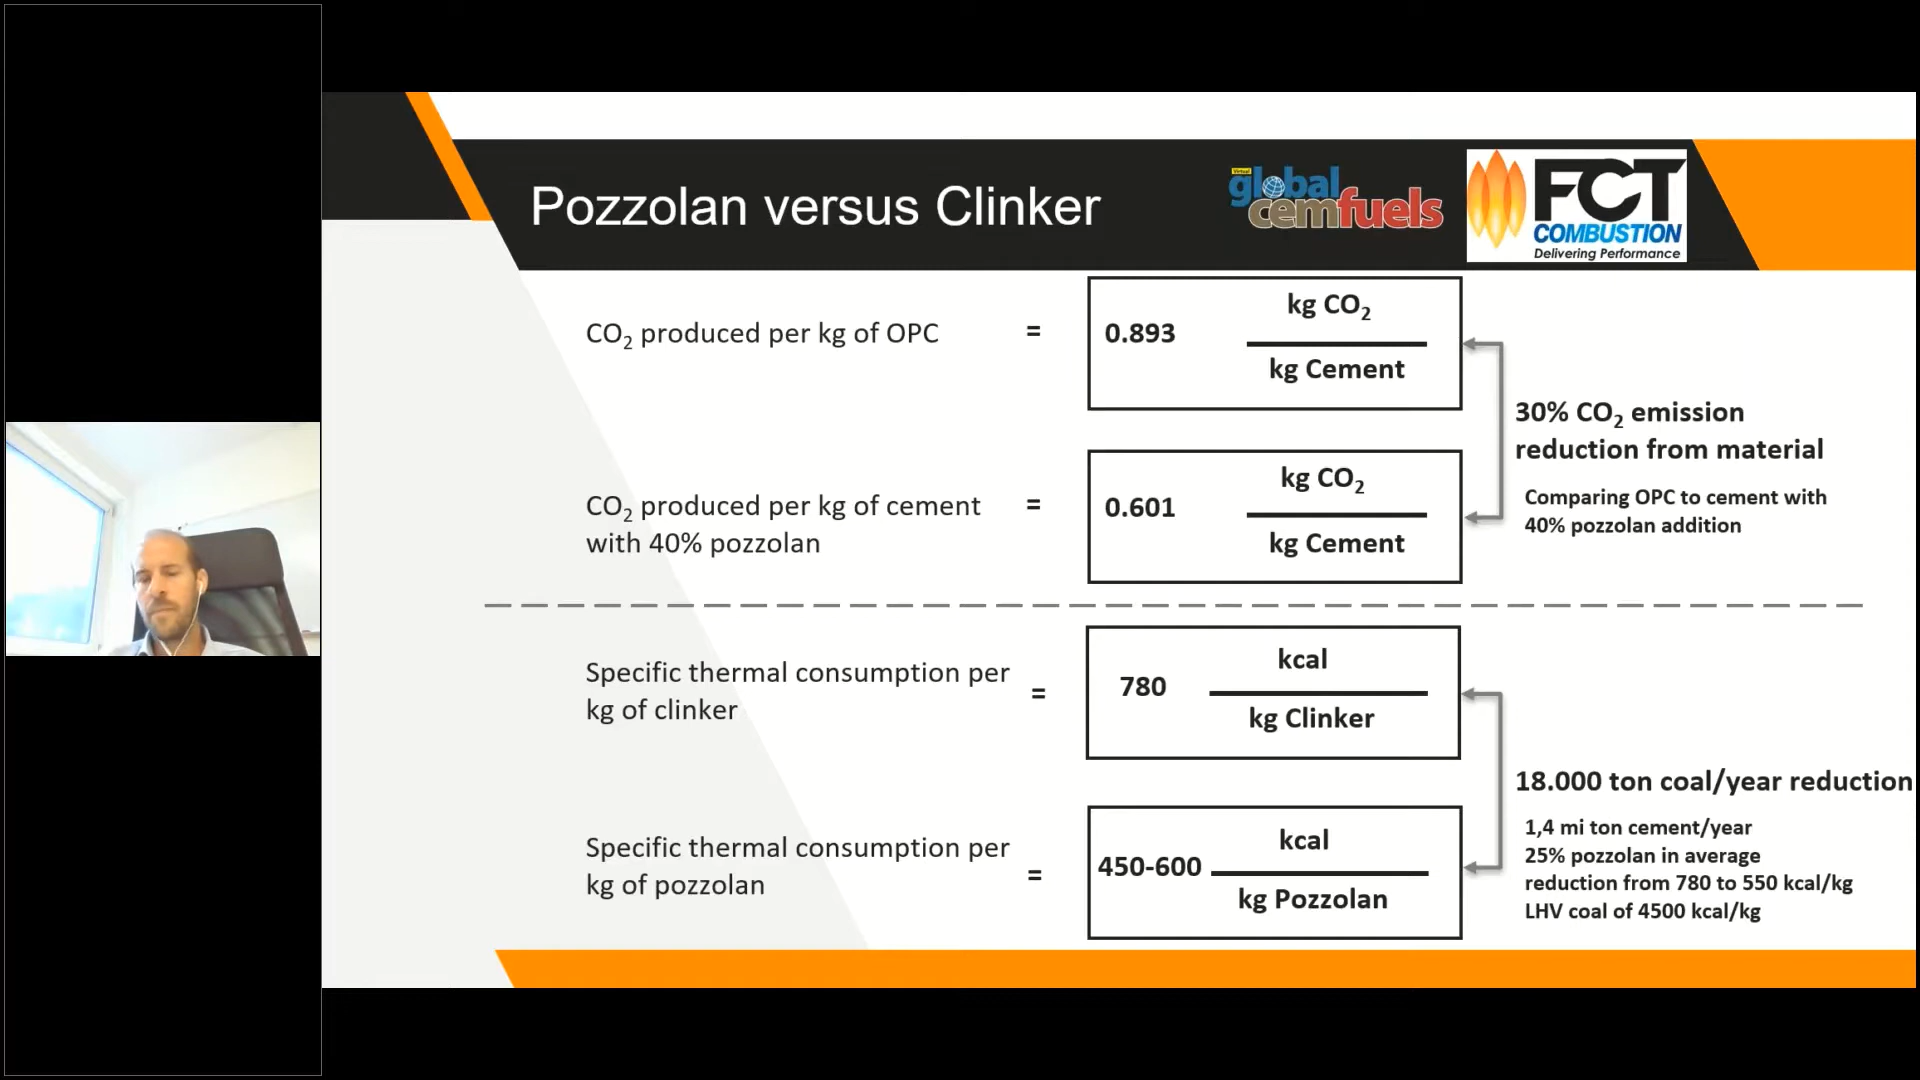 Pozzolan versus Clinker
Virtual
global
cemfuels
FCT
COMBUSTION
Delivering Performance
CO₂ produced per kg of OPC
=
0.893
kg CO₂
kg Cement
30% CO₂ emission
reduction from material
Comparing OPC to cement with
40% pozzolan addition
CO₂ produced per kg of cement
with 40% pozzolan
=
0.601
kg CO₂
kg Cement
Specific thermal consumption per
kg of clinker
=
780
kcal
kg Clinker
18.000 ton coal/year reduction
1,4 mi ton cement/year
25% pozzolan in average
reduction from 780 to 550 kcal/kg
LHV coal of 4500 kcal/kg
Specific thermal consumption per
kg of pozzolan
=
450-600
kcal
kg Pozzolan